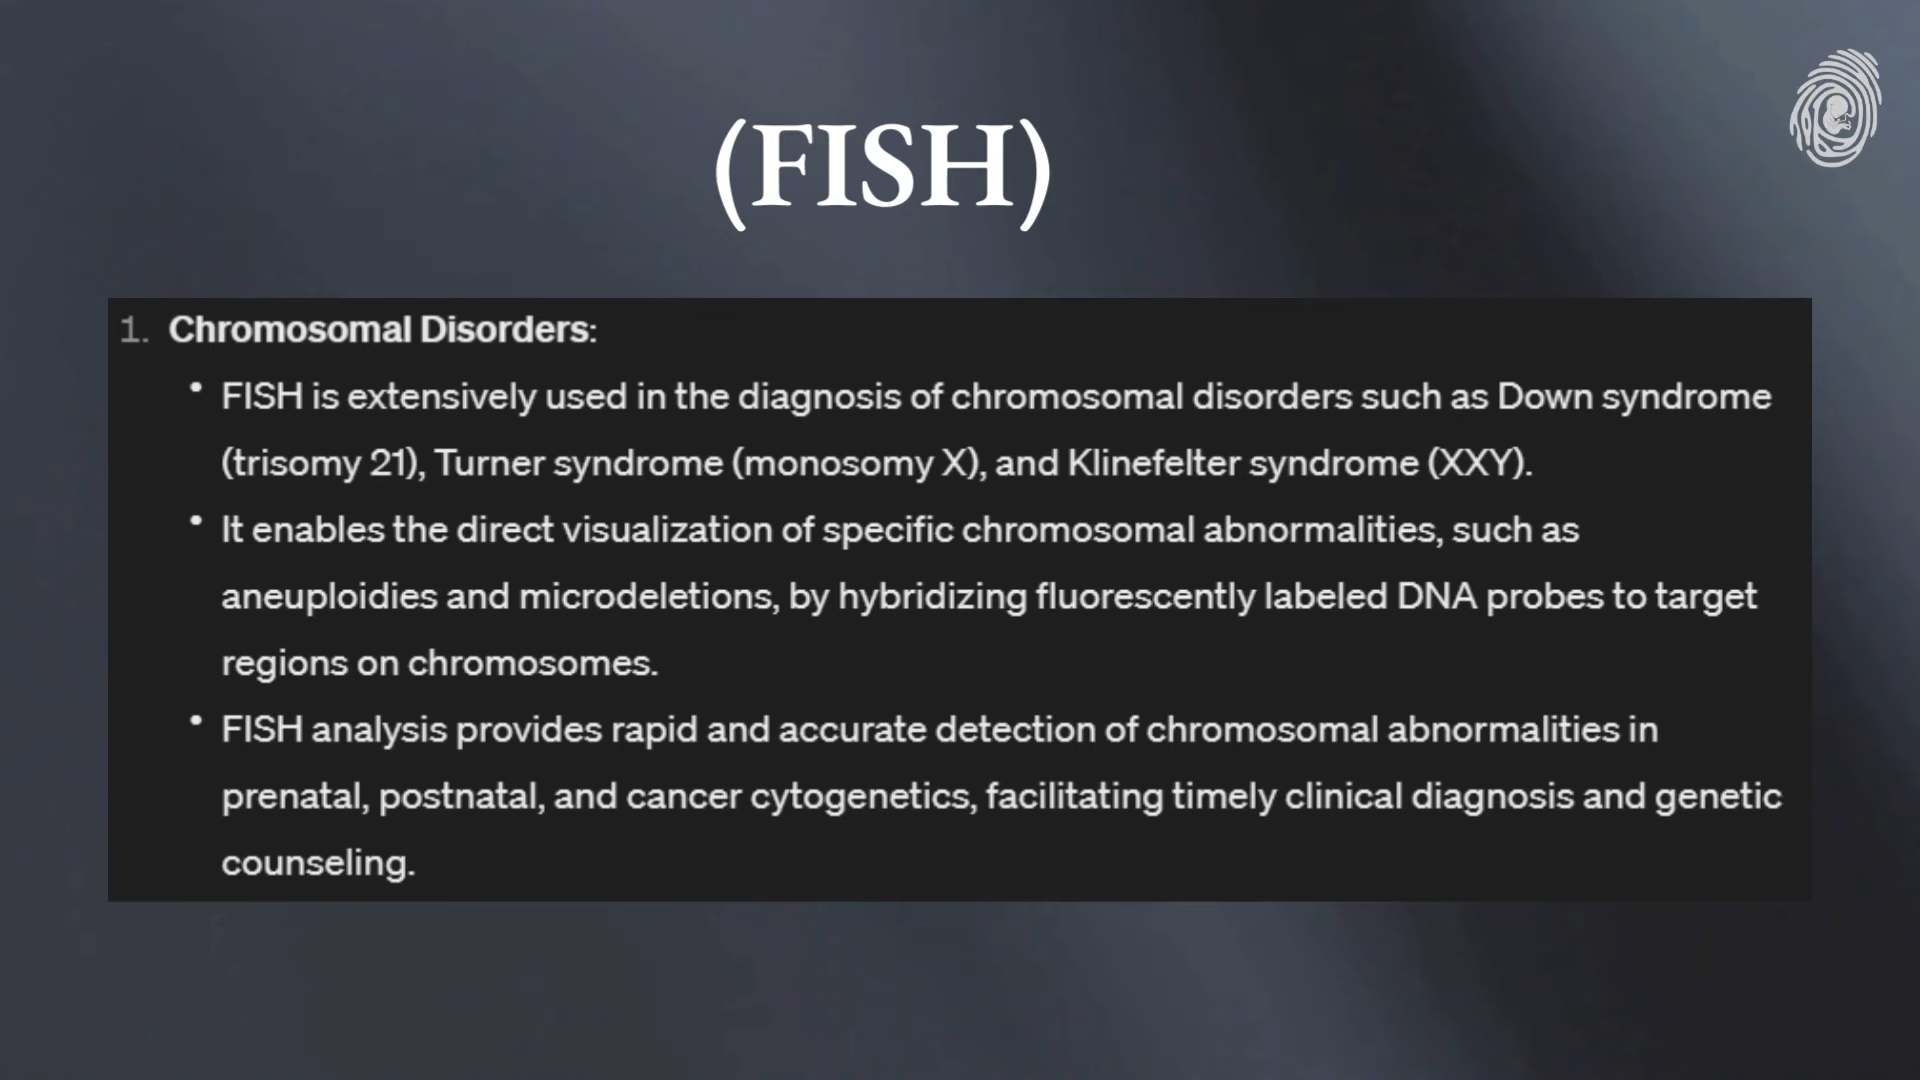 (FISH)
1. Chromosomal Disorders:
• FISH is extensively used in the diagnosis of chromosomal disorders such as Down syndrome
(trisomy 21), Turner syndrome (monosomy X), and Klinefelter syndrome (XXY).
• It enables the direct visualization of specific chromosomal abnormalities, such as
aneuploidies and microdeletions, by hybridizing fluorescently labeled DNA probes to target
regions on chromosomes.
• FISH analysis provides rapid and accurate detection of chromosomal abnormalities in
prenatal, postnatal, and cancer cytogenetics, facilitating timely clinical diagnosis and genetic
counseling.